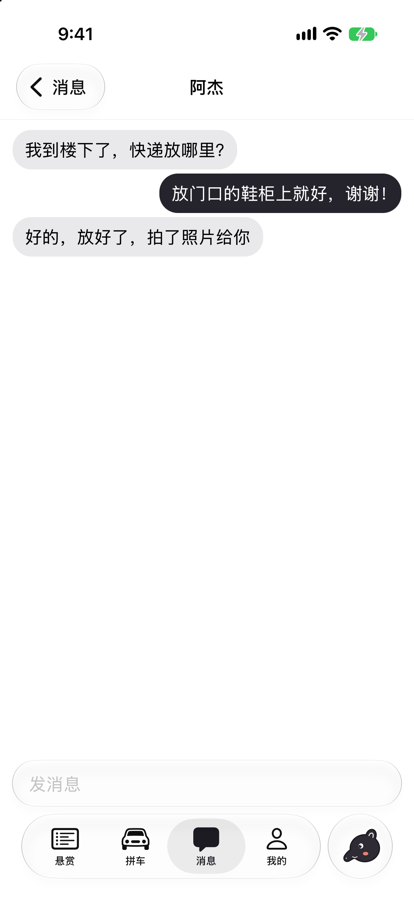 9:41
消息
阿杰
我到楼下了，快递放哪里？
放门口的鞋柜上就好，谢谢！
好的，放好了，拍了照片给你
发消息
悬赏
拼车
消息
我的